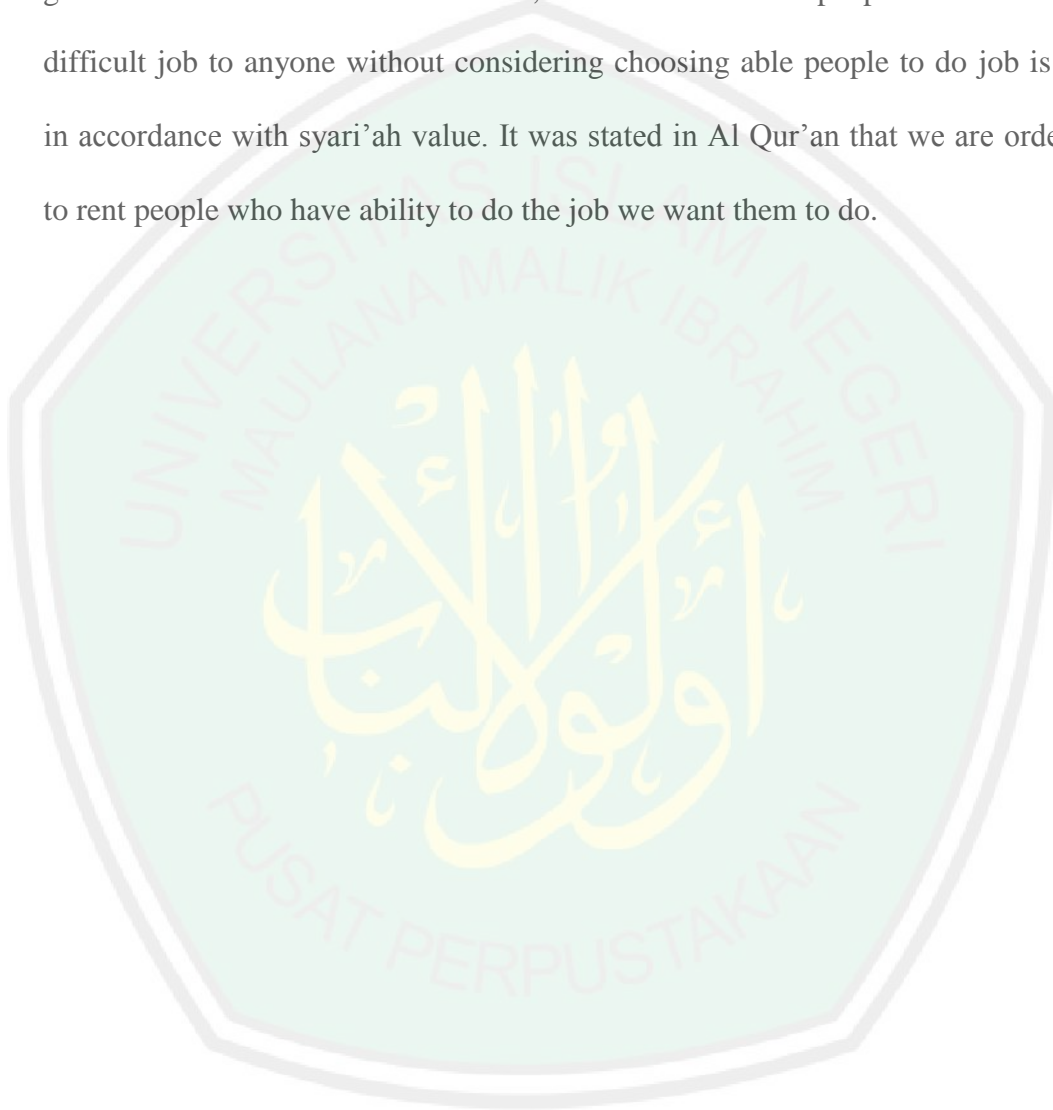 difficult job to anyone without considering choosing able people to do job is
in accordance with syari’ah value. It was stated in Al Qur’an that we are orde
to rent people who have ability to do the job we want them to do.
UNIVERSITAS ISLAM NEGERI
MAULANA MALIK IBRAHIM
أولوا الألباب
PUSAT PERPUSTAKAAN